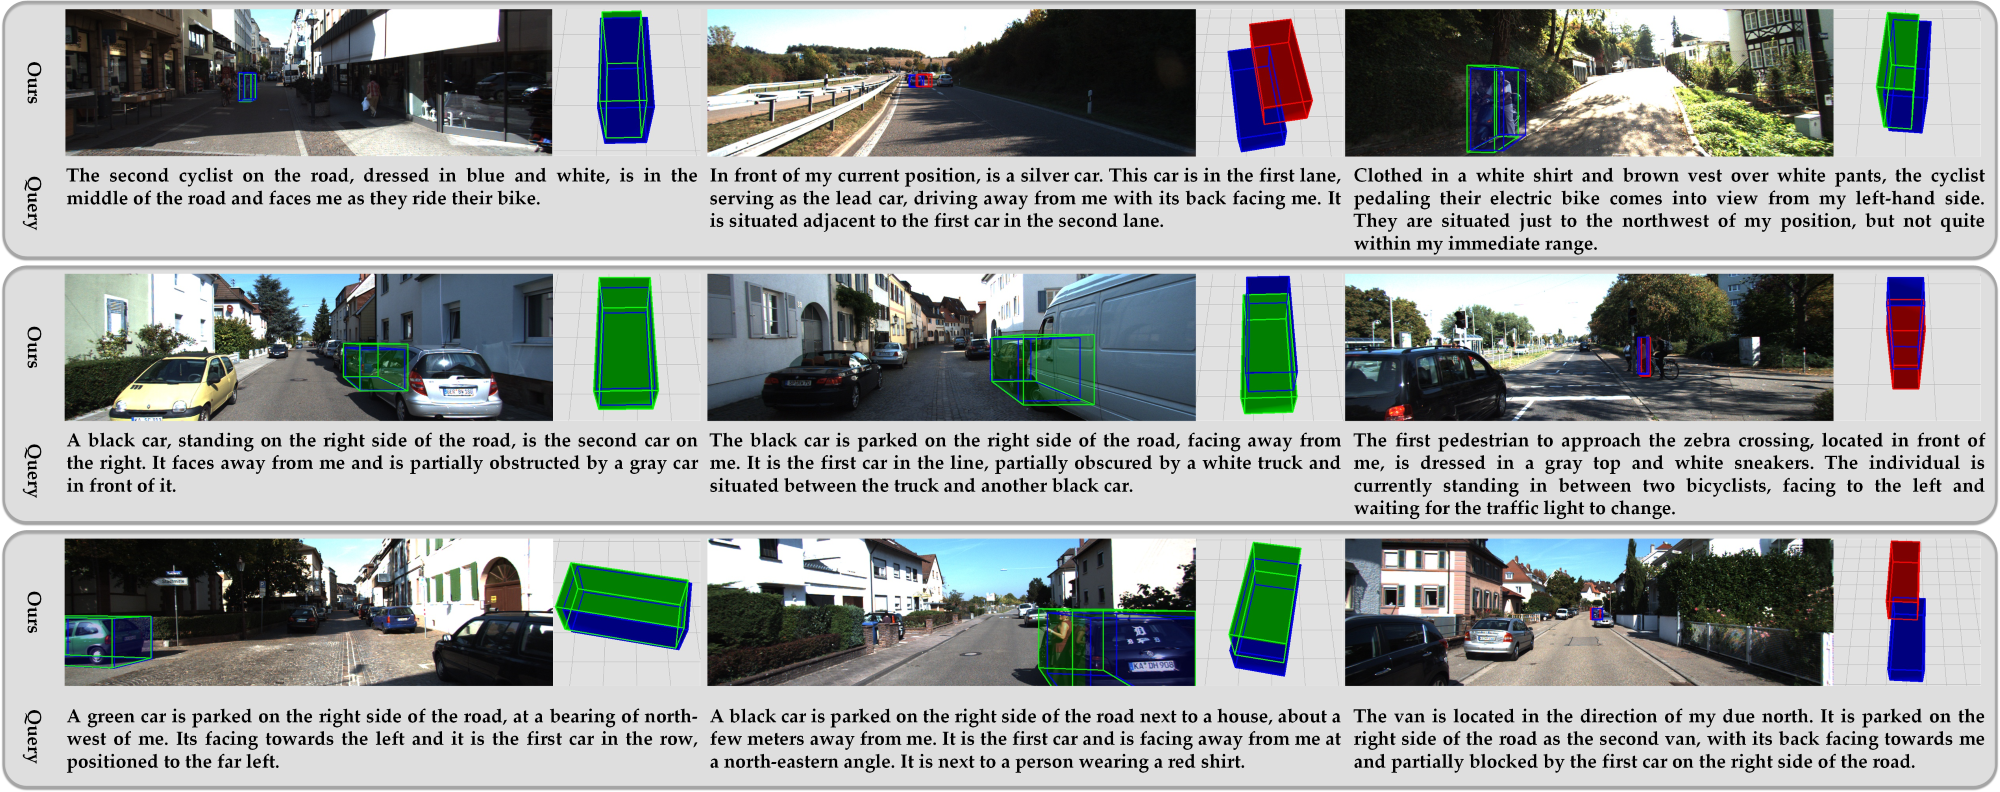 Ours
Query
The second cyclist on the road, dressed in blue and white, is in the
middle of the road and faces me as they ride their bike.
In front of my current position, is a silver car. This car is in the first lane,
serving as the lead car, driving away from me with its back facing me. It
is situated adjacent to the first car in the second lane.
Clothed in a white shirt and brown vest over white pants, the cyclist
pedaling their electric bike comes into view from my left-hand side.
They are situated just to the northwest of my position, but not quite
within my immediate range.
Ours
Query
A black car, standing on the right side of the road, is the second car on
the right. It faces away from me and is partially obstructed by a gray car
in front of it.
The black car is parked on the right side of the road, facing away from
me. It is the first car in the line, partially obscured by a white truck and
situated between the truck and another black car.
The first pedestrian to approach the zebra crossing, located in front of
me, is dressed in a gray top and white sneakers. The individual is
currently standing in between two bicyclists, facing to the left and
waiting for the traffic light to change.
Ours
KA DH 908
Query
A green car is parked on the right side of the road, at a bearing of north-
west of me. Its facing towards the left and it is the first car in the row,
positioned to the far left.
A black car is parked on the right side of the road next to a house, about a
few meters away from me. It is the first car and is facing away from me at
a north-eastern angle. It is next to a person wearing a red shirt.
The van is located in the direction of my due north. It is parked on the
right side of the road as the second van, with its back facing towards me
and partially blocked by the first car on the right side of the road.